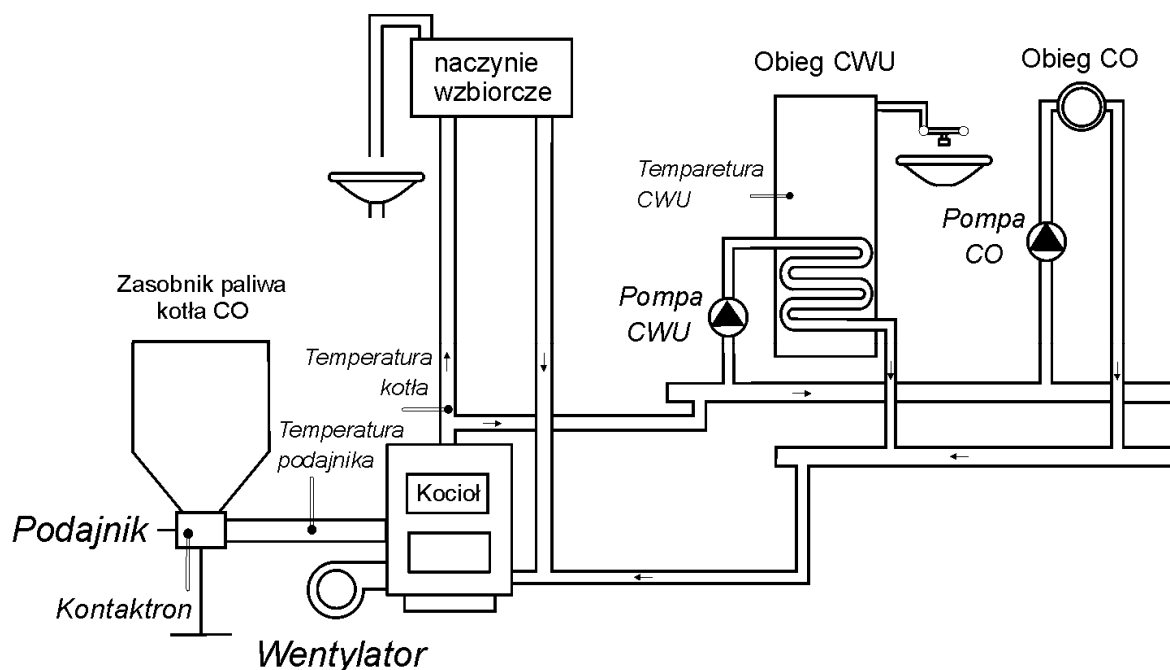 naczynie
wzbiorcze
Obieg CWU
Obieg CO
Temparetura
CWU
Pompa
CO
Zasobnik paliwa
kotła CO
Pompa
CWU
Temperatura
kotła
Temperatura
podajnika
Kocioł
Podajnik
Kontaktron
Wentylator